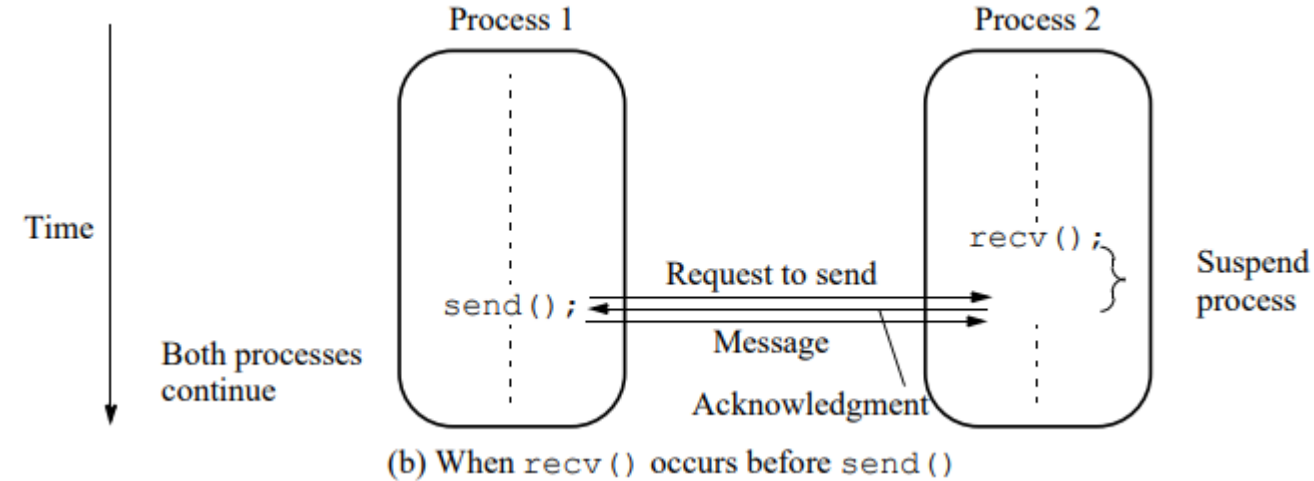 Process 1
Process 2
Time
recv();
Suspend
process
Request to send
send();
Message
Both processes
continue
Acknowledgment
(b) When recv() occurs before send()